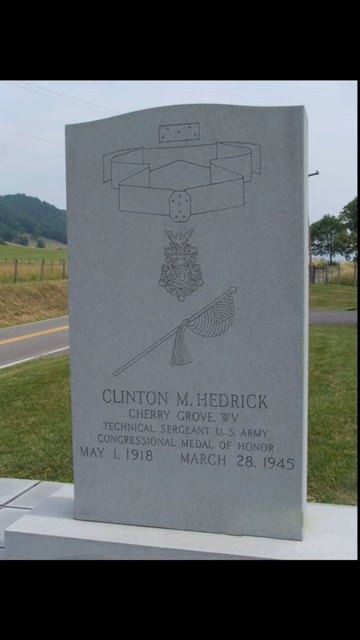 CLINTON M. HEDRICK
CHERRY GROVE, WV
TECHNICAL SERGEANT U.S. ARMY
CONGRESSIONAL MEDAL OF HONOR
MAY 1, 1918 MARCH 28, 1945